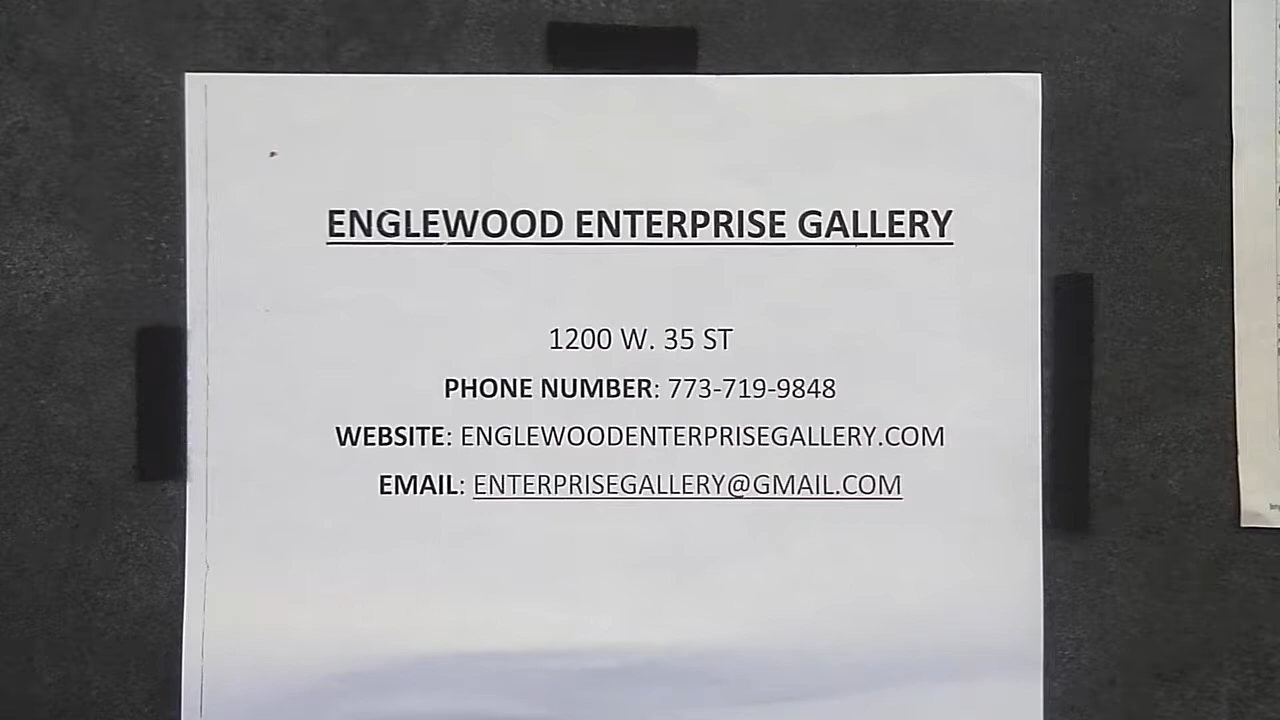 ENGLEWOOD ENTERPRISE GALLERY
1200 W. 35 ST
PHONE NUMBER: 773-719-9848
WEBSITE: ENGLEWOODENTERPRISEGALLERY.COM
EMAIL: ENTERPRISEGALLERY@GMAIL.COM